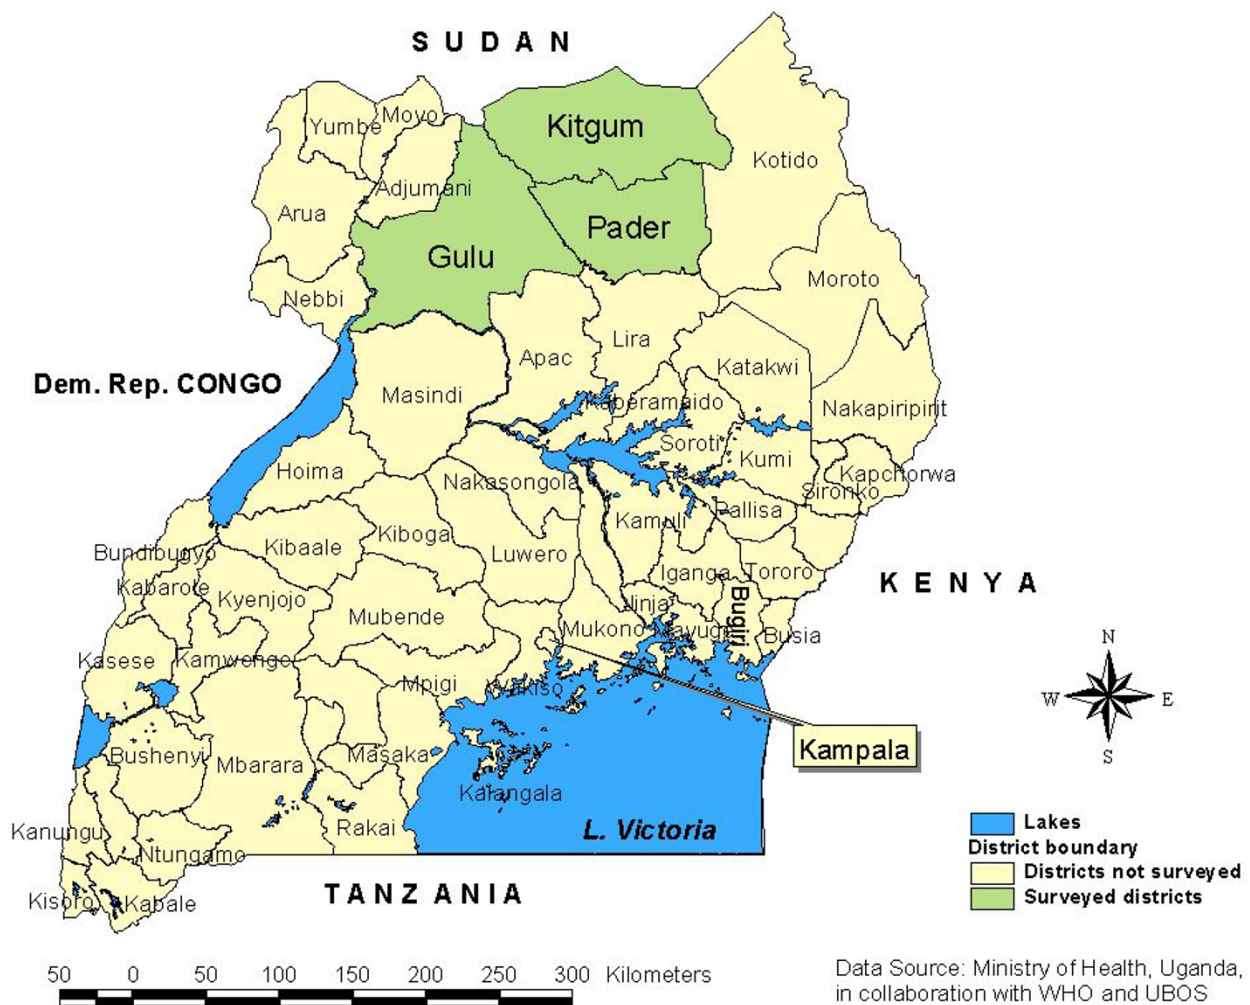 S U D A N
Moyo
Yumbe
Kitgum
Kotido
Adjumani
Arua
Pader
Gulu
Moroto
Nebbi
Lira
Apac
Katakwi
Dem. Rep. CONGO
Masindi
Kaberamaido
Nakapiripirit
Soroti
Kumi
Hoima
Kapchorwa
Nakasongola
Sironko
Pallisa
Kamuli
Kiboga
Bundibugyo
Kibaale
Luwero
Iganga
Tororo
K E N Y A
Kabarole
Kyenjojo
Bugiri
Jinja
Mubende
Mukono
Mayuge
Busia
N
Kasese
Kamwenge
Mpigi
Wakiso
W
E
S
Kampala
Bushenyi
Masaka
Mbarara
Kalangala
Kanungu
Rakai
L. Victoria
Lakes
District boundary
Ntungamo
Districts not surveyed
T A N Z A N I A
Kisoro
Kabale
Surveyed districts
50 0 50 100 150 200 250 300 Kilometers
Data Source: Ministry of Health, Uganda,
in collaboration with WHO and UBOS